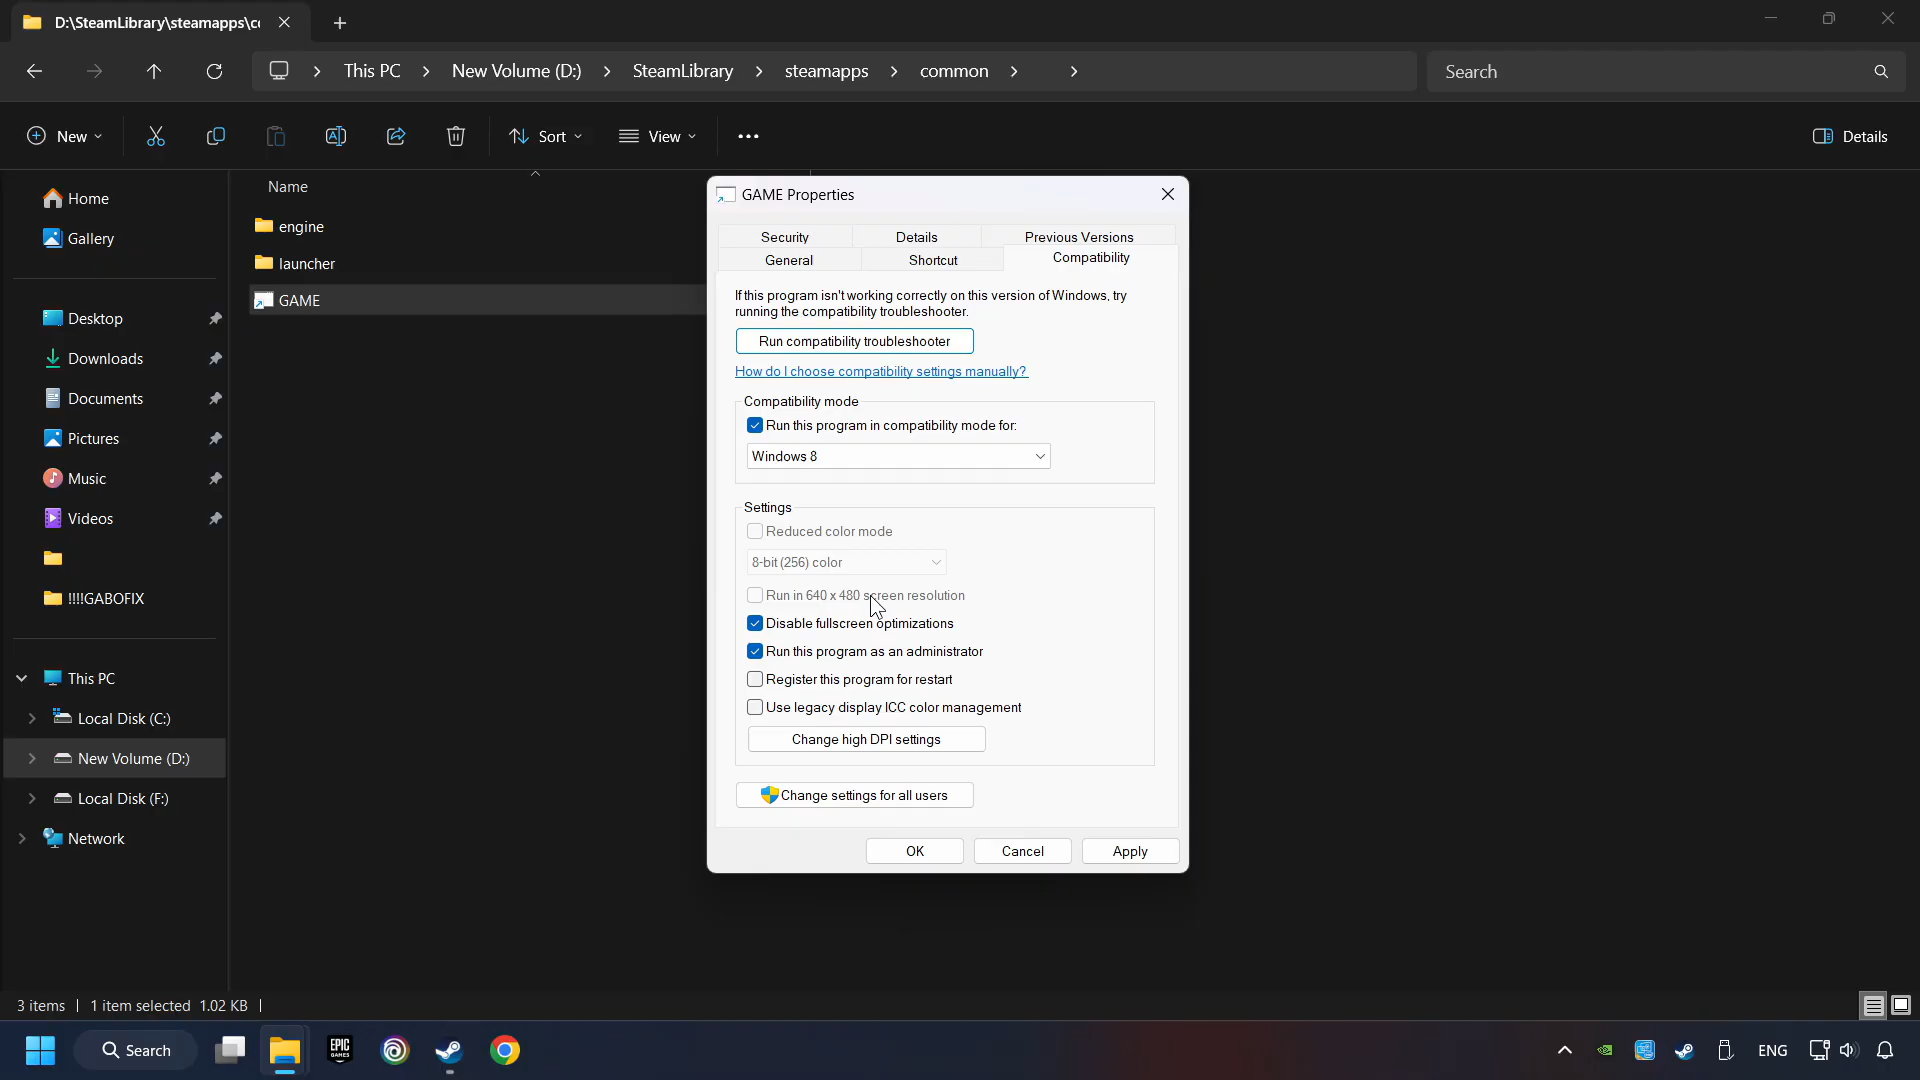 D:\SteamLibrary\steamapps\co
This PC
New Volume (D:)
SteamLibrary
steamapps
common
Search
New
Sort
View
Details
Home
Gallery
Desktop
Downloads
Documents
Pictures
Music
Videos
!!!!GABOFIX
This PC
Local Disk (C:)
New Volume (D:)
Local Disk (F:)
Network
Name
engine
launcher
GAME
GAME Properties
Security
Details
Previous Versions
General
Shortcut
Compatibility
If this program isn't working correctly on this version of Windows, try
running the compatibility troubleshooter.
Run compatibility troubleshooter
How do I choose compatibility settings manually?
Compatibility mode
Run this program in compatibility mode for:
Windows 8
Settings
Reduced color mode
8-bit (256) color
Run in 640 x 480 screen resolution
Disable fullscreen optimizations
Run this program as an administrator
Register this program for restart
Use legacy display ICC color management
Change high DPI settings
Change settings for all users
OK
Cancel
Apply
3 items
1 item selected 1.02 KB
Search
EPIC
GAMES
ENG